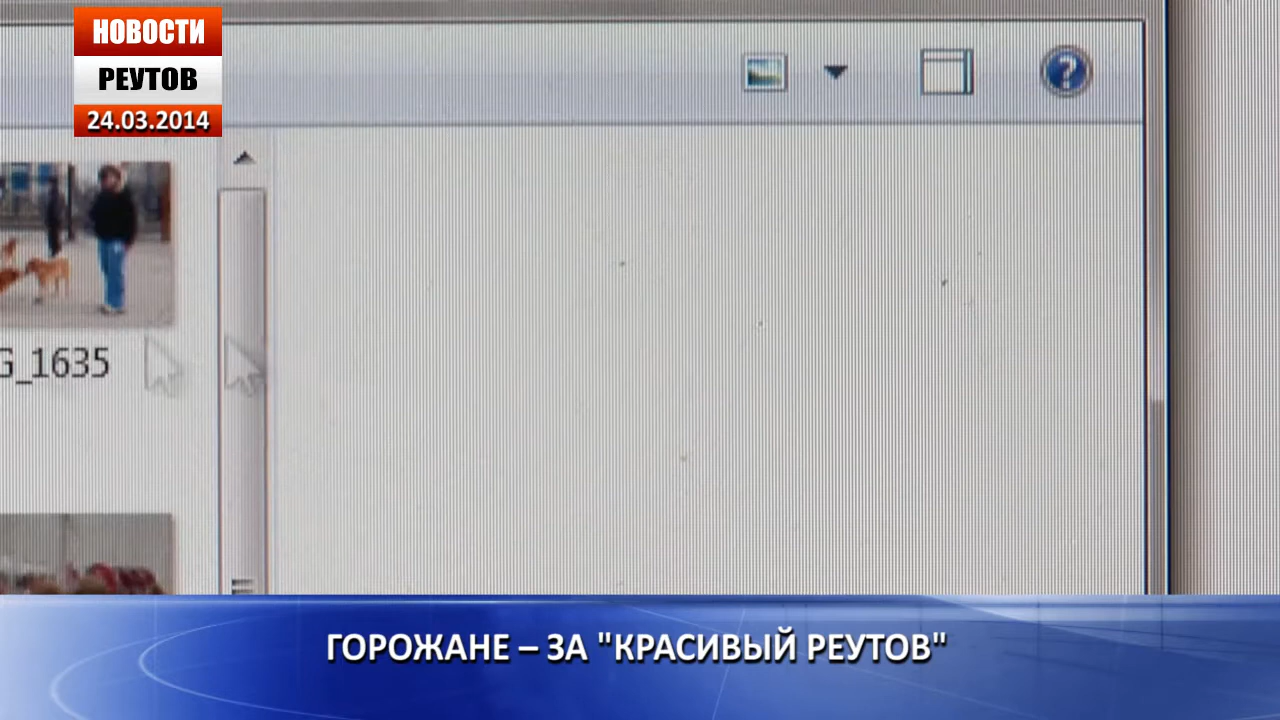 НОВОСТИ
РЕУТОВ
24.03.2014
G_1635
ГОРОЖАНЕ – ЗА "КРАСИВЫЙ РЕУТОВ"